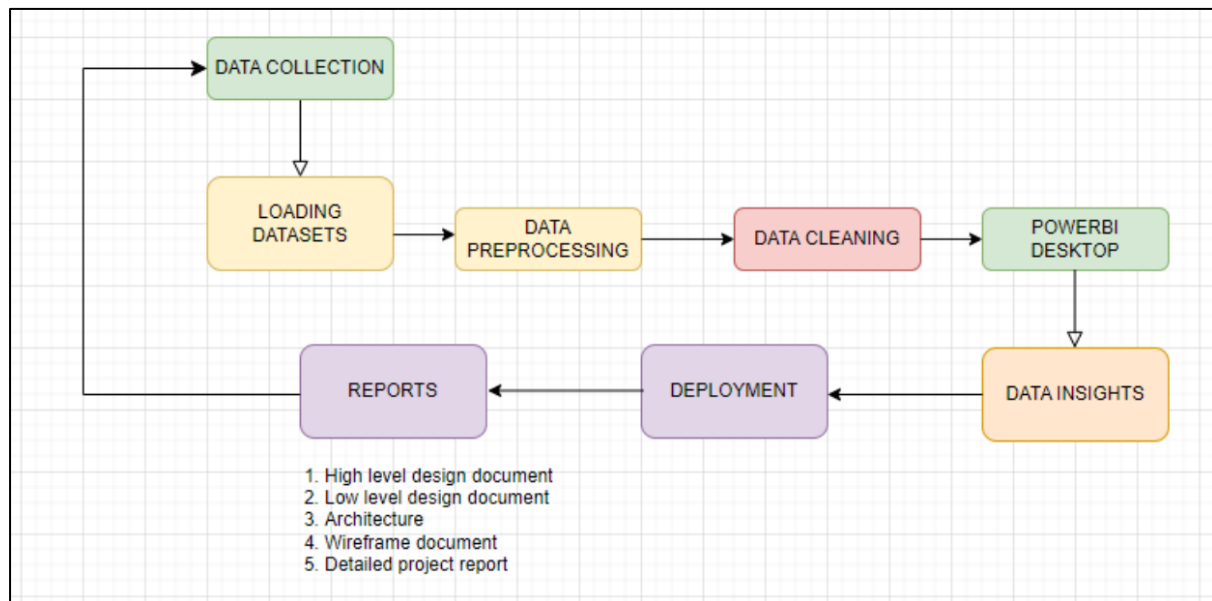 DATA COLLECTION
LOADING
DATASETS
DATA
PREPROCESSING
DATA CLEANING
POWERBI
DESKTOP
REPORTS
DEPLOYMENT
DATA INSIGHTS
1. High level design document
2. Low level design document
3. Architecture
4. Wireframe document
5. Detailed project report